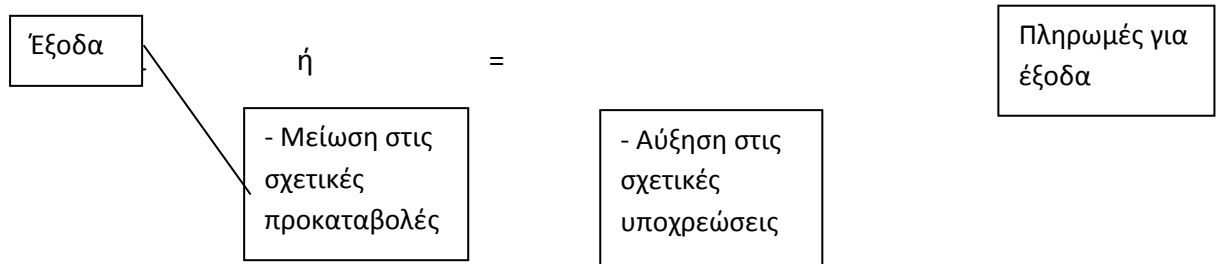 Έξοδα
ή
=
Πληρωμές για
έξοδα
- Μείωση στις
σχετικές
προκαταβολές
- Αύξηση στις
σχετικές
υποχρεώσεις